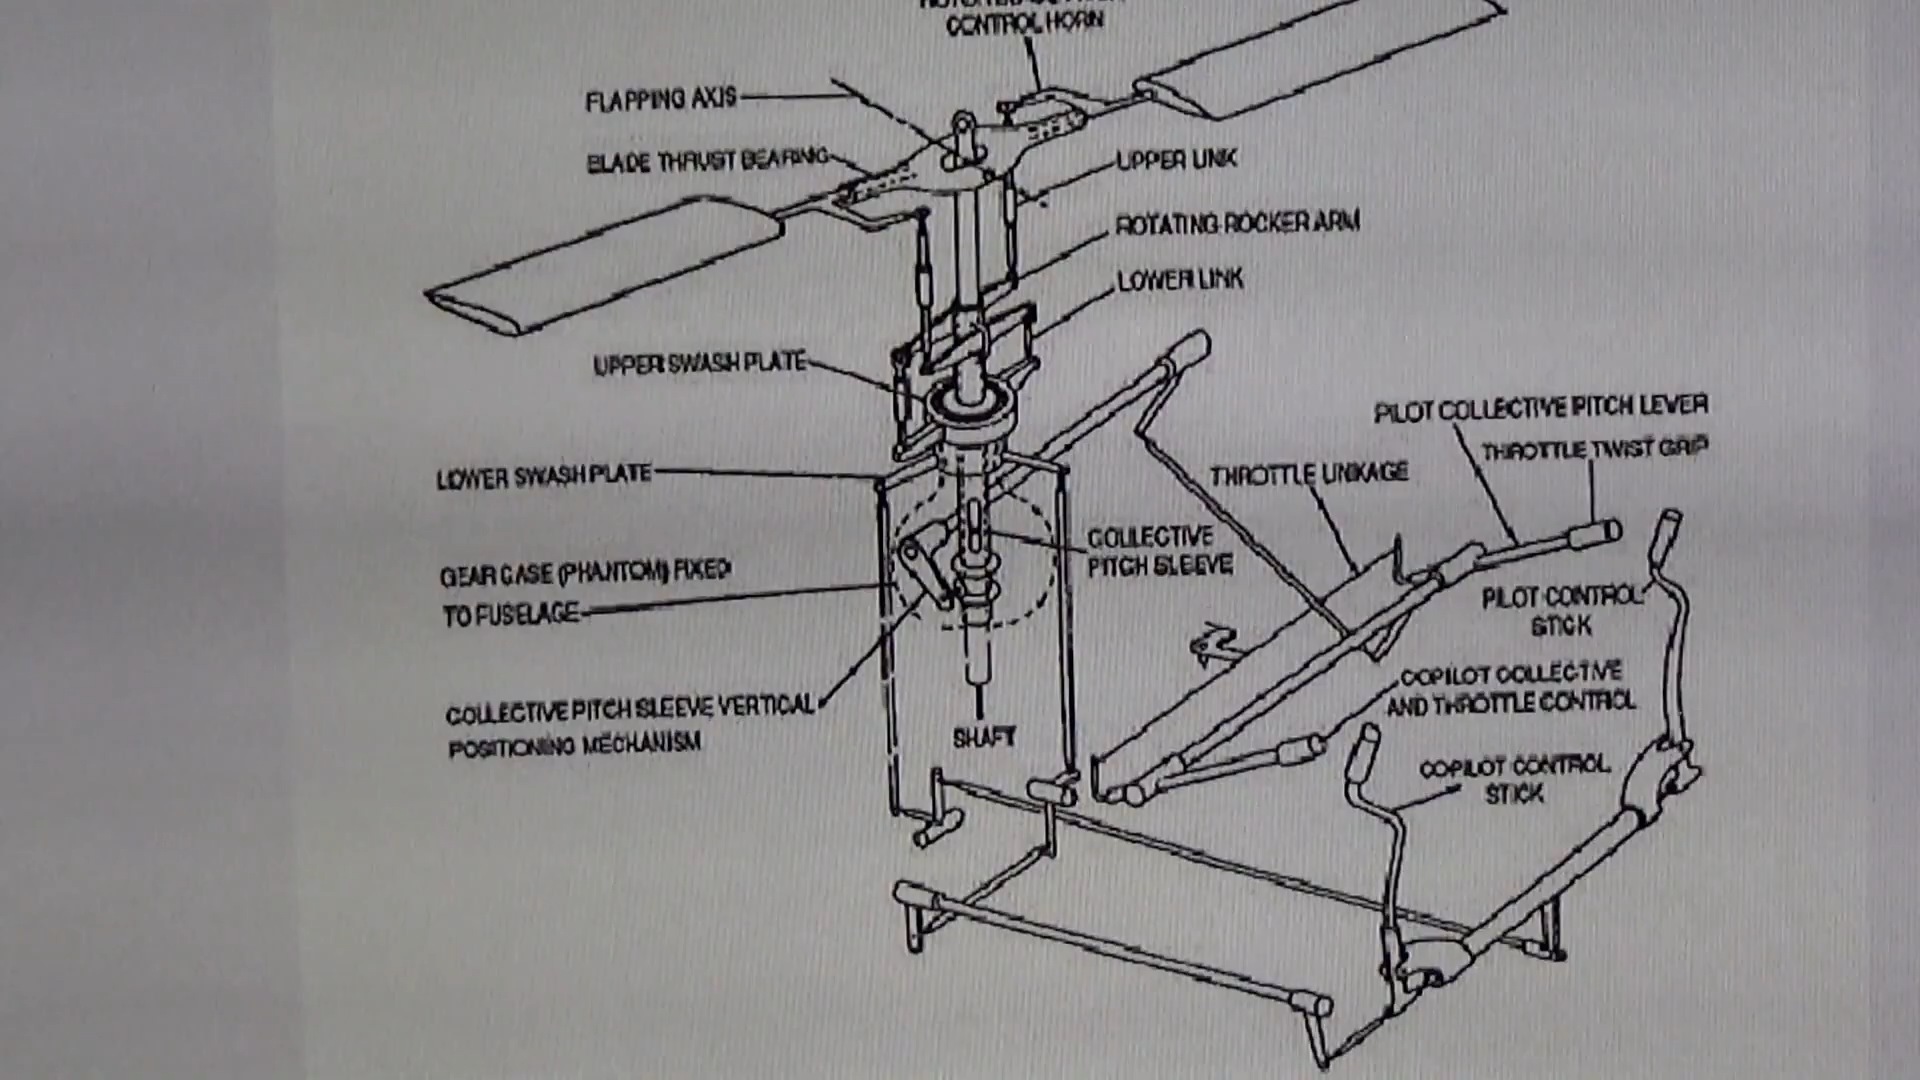 CONTROL HORN
FLAPPING AXIS
BLADE THRUST BEARING
UPPER LINK
ROTATING ROCKER ARM
LOWER LINK
UPPER SWASH PLATE
PILOT COLLECTIVE PITCH LEVER
THROTTLE TWIST GRIP
THROTTLE LINKAGE
LOWER SWASH PLATE
COLLECTIVE
PITCH SLEEVE
GEAR CASE (PHANTOM) FIXED
TO FUSELAGE
PILOT CONTROL
STICK
COPILOT COLLECTIVE
AND THROTTLE CONTROL
COLLECTIVE PITCH SLEEVE VERTICAL
POSITIONING MECHANISM
SHAFT
COPILOT CONTROL
STICK